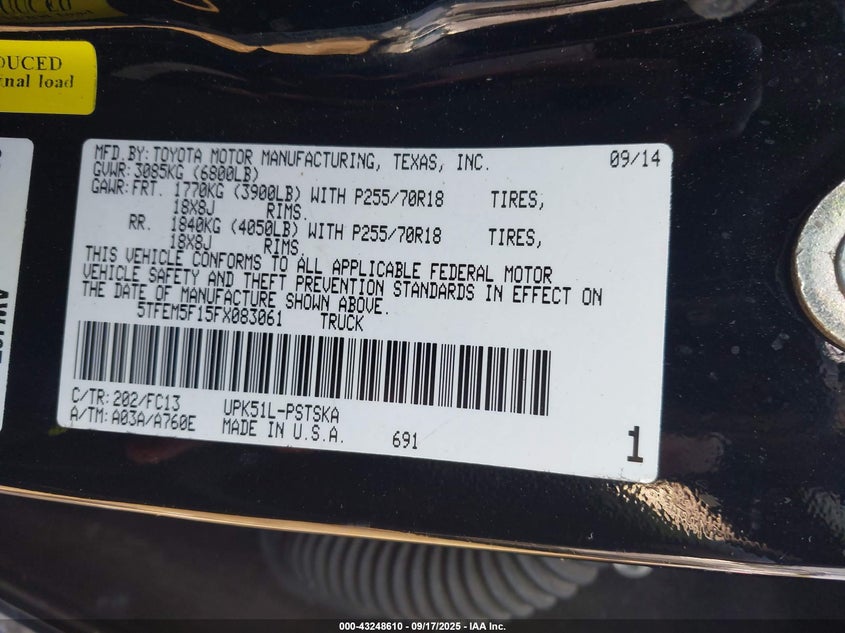 DUCED
nal load
MFD.BY:TOYOTA MOTOR MANUFACTURING, TEXAS, INC. 09/14
GVWR:3085KG (6800LB)
GAWR:FRT. 1770KG (3900LB) WITH P255/70R18 TIRES,
18X8J RIMS.
RR. 1840KG (4050LB) WITH P255/70R18 TIRES,
18X8J RIMS.
THIS VEHICLE CONFORMS TO ALL APPLICABLE FEDERAL MOTOR
VEHICLE SAFETY AND THEFT PREVENTION STANDARDS IN EFFECT ON
THE DATE OF MANUFACTURE SHOWN ABOVE.
5TFEM5F15FX083061 TRUCK
C/TR:202/FC13 UPK51L-PSTSKA
A/TM:A03A/A760E MADE IN U.S.A. 691 1
000-43248610 - 09/17/2025 - IAA Inc.